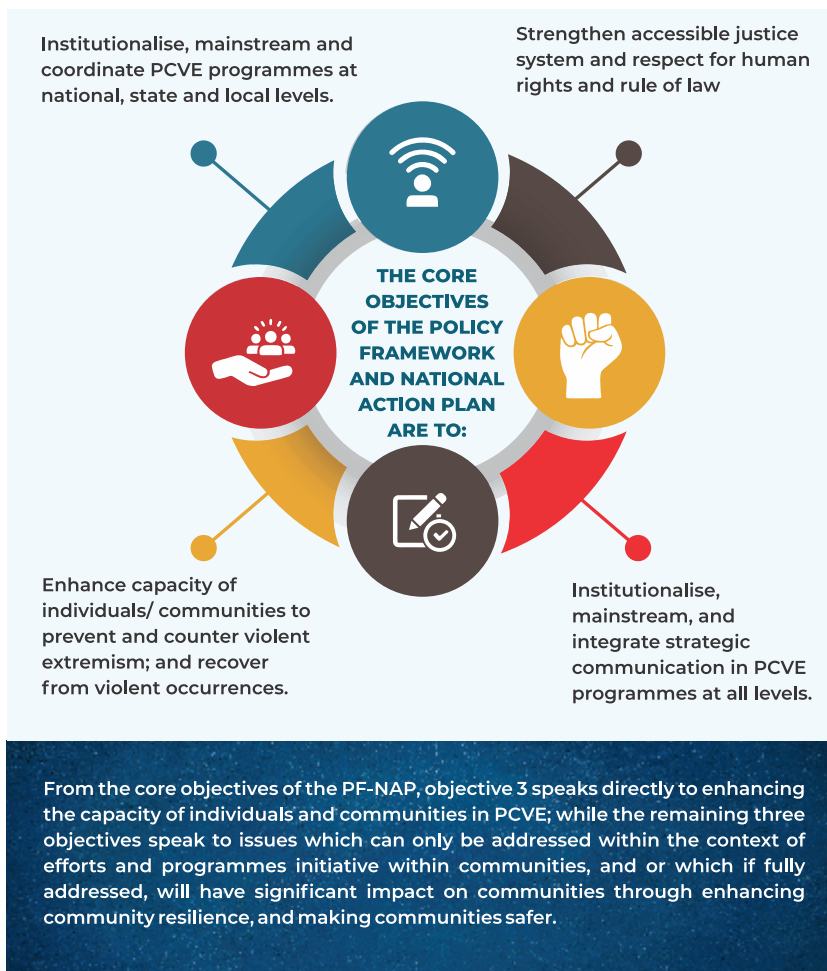 Institutionalise, mainstream and
coordinate PCVE programmes at
national, state and local levels.
Strengthen accessible justice
system and respect for human
rights and rule of law
THE CORE
OBJECTIVES
OF THE POLICY
FRAMEWORK
AND NATIONAL
ACTION PLAN
ARE TO:
Enhance capacity of
individuals/ communities to
prevent and counter violent
extremism; and recover
from violent occurrences.
Institutionalise,
mainstream, and
integrate strategic
communication in PCVE
programmes at all levels.
From the core objectives of the PF-NAP, objective 3 speaks directly to enhancing
the capacity of individuals and communities in PCVE; while the remaining three
objectives speak to issues which can only be addressed within the context of
efforts and programmes initiative within communities, and or which if fully
addressed, will have significant impact on communities through enhancing
community resilience, and making communities safer.